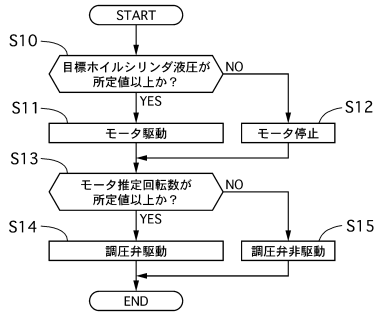 START
S10
目標ホイルシリンダ液圧が
所定値以上か？
NO
YES
S11
モータ駆動
S12
モータ停止
S13
モータ推定回転数が
所定値以上か？
NO
YES
S14
調圧弁駆動
S15
調圧弁非駆動
END